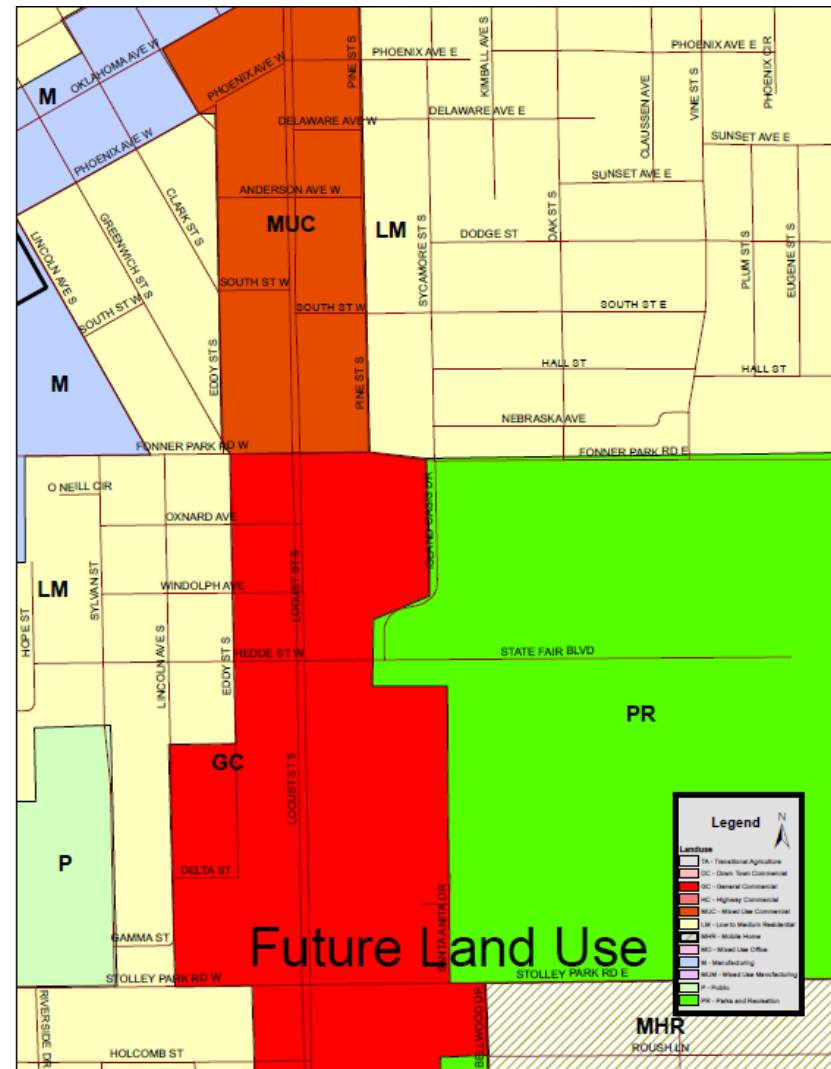 PHOENIX AVE W
PINE ST S
PHOENIX AVE E
KIMBALL AVE S
PHOENIX AVE E
PHOENIX CIR
OKLAHOMA AVE W
M
PHOENIX AVE W
DELAWARE AVE W
DELAWARE AVE E
CLAUSSEN AVE
VINE ST S
SUNSET AVE E
SUNSET AVE E
ANDERSON AVE W
CLARK ST S
GREENWICH ST S
LINCOLN AVE S
MUC
LM
SYCAMORE ST S
DODGE ST
OAK ST S
PLUM ST S
EUGENE ST S
SOUTH ST W
SOUTH ST W
SOUTH ST W
SOUTH ST E
M
EDDY ST S
PINE ST S
HALL ST
HALL ST
NEBRASKA AVE
FONNER PARK RD W
FONNER PARK RD E
O NEILL CIR
OXNARD AVE
ISLAND OASIS DR
LM
SYLVAN ST
WINDOLPH AVE
LOCUST ST S
HOPE ST
LINCOLN AVE S
EDDY ST S
HEDDE ST W
STATE FAIR BLVD
PR
GC
LOCUST ST S
P
DELTA ST
GAMMA ST
SANTA ANITA DR
Future Land Use
STOLLEY PARK RD W
STOLLEY PARK RD E
RIVERSIDE DR
HOLCOMB ST
BELLWOOD DR
MHR
ROUSH LN
Legend
N
Landuse
TA - Transitional Agriculture
DC - Down Town Commercial
GC - General Commercial
HC - Highway Commercial
MUC - Mixed Use Commercial
LM - Low to Medium Residential
MHR - Mobile Home
MO - Mixed Use Office
M - Manufacturing
MUM - Mixed Use Manufacturing
P - Public
PR - Parks and Recreation